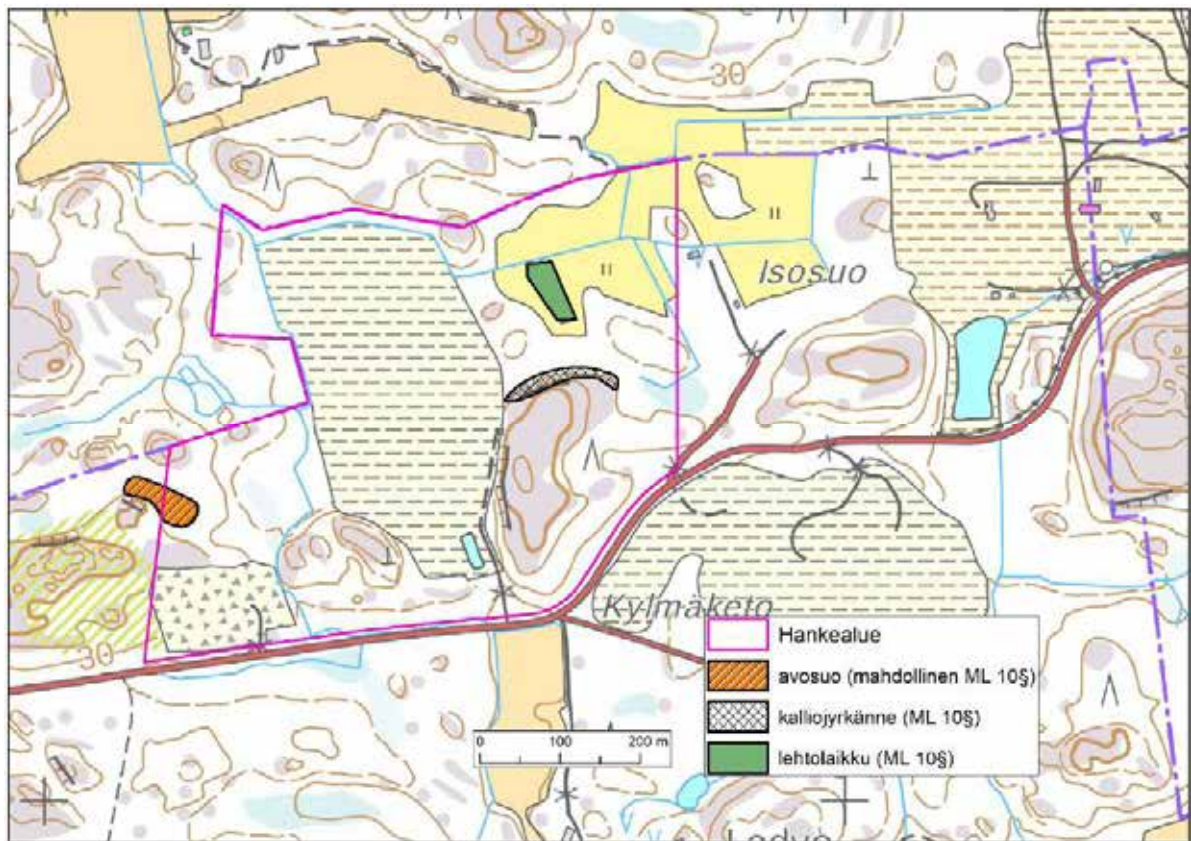 30
Isosuo
Kylmäketo
30
Hankealue
avosuo (mahdollinen ML 10§)
kalliojyrkänne (ML 10§)
lehtolaikku (ML 10§)
0 100 200 m